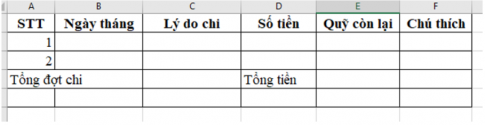 A B C D E F
STT Ngày tháng Lý do chi Số tiền Quỹ còn lại Chú thích
1
2
Tổng đợt chi Tổng tiền